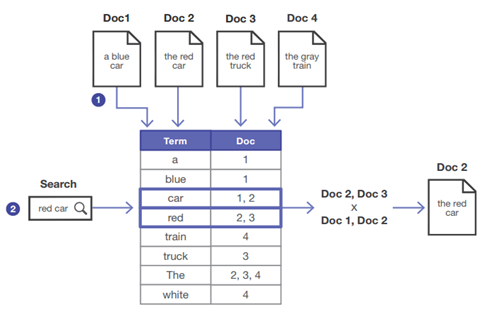 Doc1
Doc 2
Doc 3
Doc 4
a blue
car
the red
car
the red
truck
the gray
train
1
Term Doc
a 1
blue 1
car 1, 2
red 2, 3
train 4
truck 3
The 2, 3, 4
white 4
Search
2
red car
Doc 2, Doc 3
x
Doc 1, Doc 2
Doc 2
the red
car